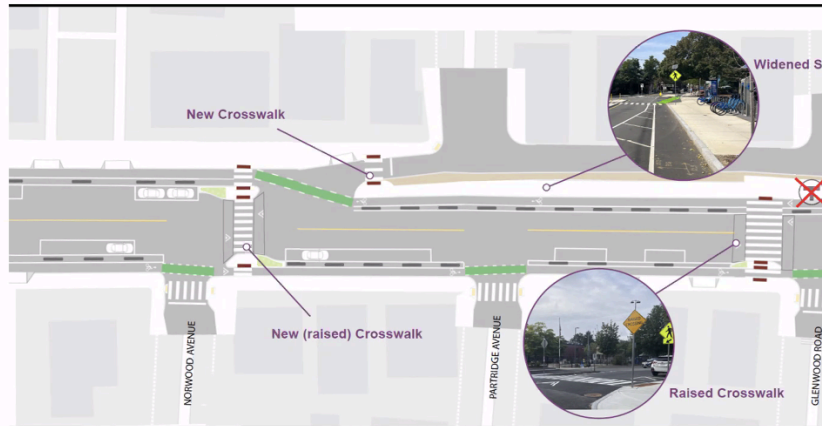 Widened S
New Crosswalk
New (raised) Crosswalk
Raised Crosswalk
NORWOOD AVENUE
PARTRIDGE AVENUE
GLENWOOD ROAD